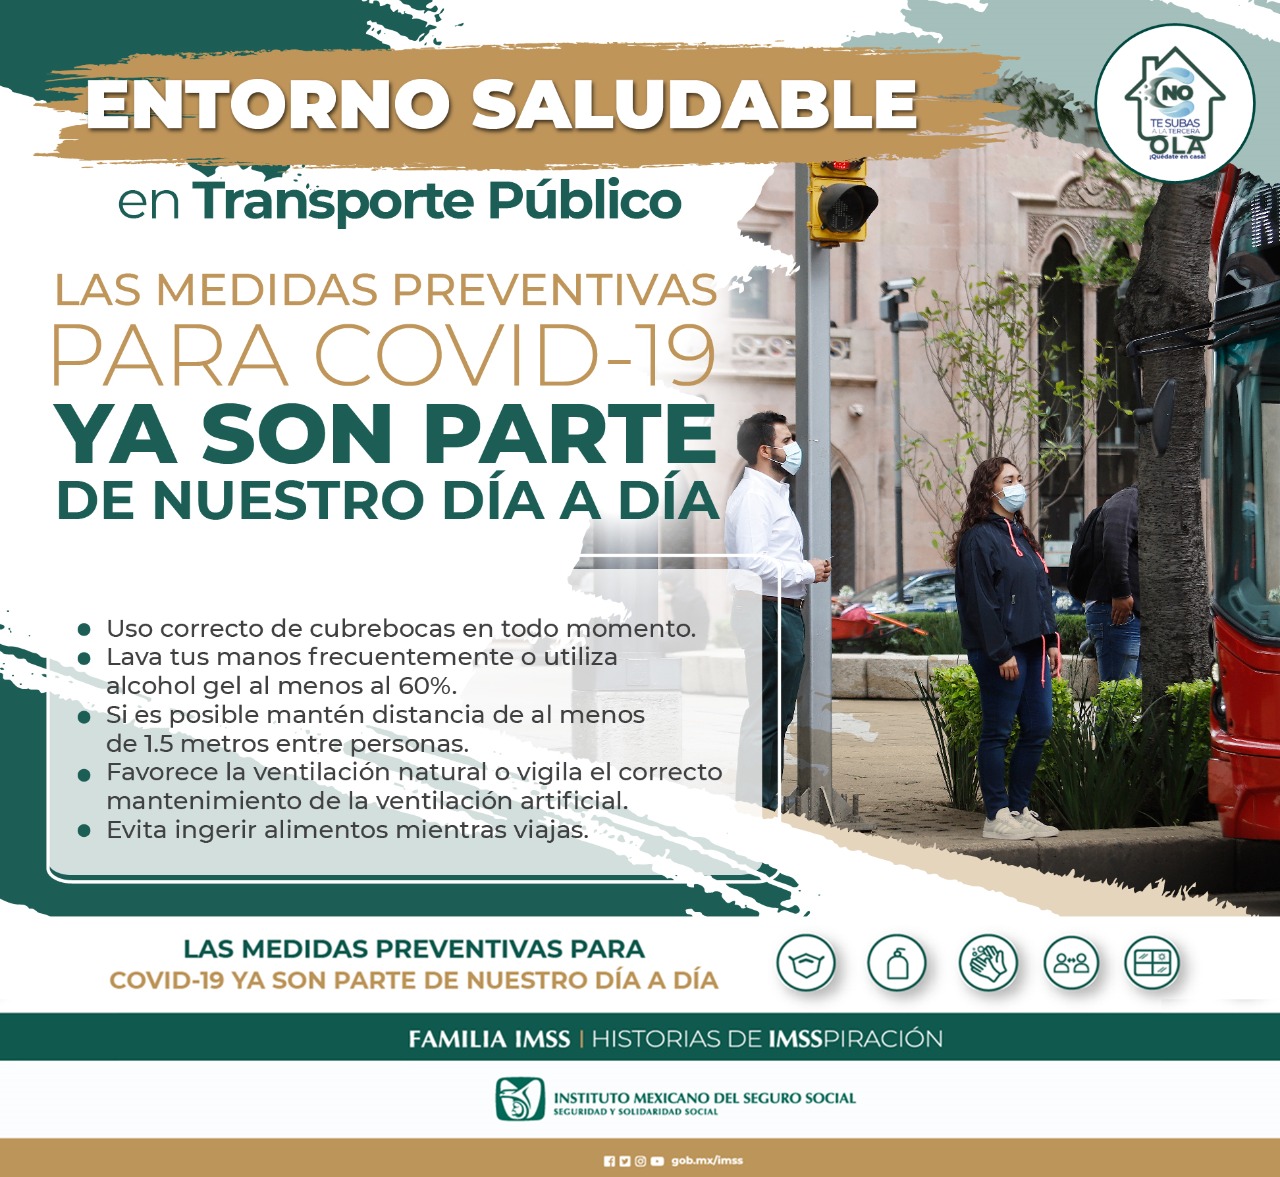 ENTORNO SALUDABLE
en Transporte Público
NO
TE SUBAS
A LA TERCERA
OLA
¡Quédate en casa!
LAS MEDIDAS PREVENTIVAS
PARA COVID-19
YA SON PARTE
DE NUESTRO DÍA A DÍA
• Uso correcto de cubrebocas en todo momento.
• Lava tus manos frecuentemente o utiliza
alcohol gel al menos al 60%.
• Si es posible mantén distancia de al menos
de 1.5 metros entre personas.
• Favorece la ventilación natural o vigila el correcto
mantenimiento de la ventilación artificial.
• Evita ingerir alimentos mientras viajas.
LAS MEDIDAS PREVENTIVAS PARA
COVID-19 YA SON PARTE DE NUESTRO DÍA A DÍA
FAMILIA IMSS | HISTORIAS DE IMSSPIRACIÓN
INSTITUTO MEXICANO DEL SEGURO SOCIAL
SEGURIDAD Y SOLIDARIDAD SOCIAL
gob.mx/imss